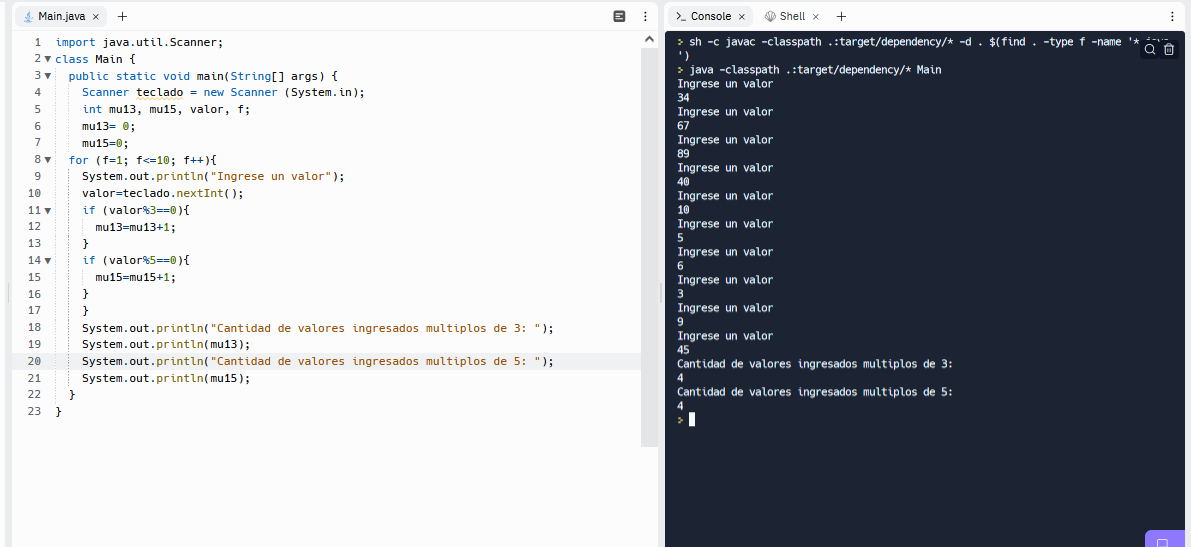 Main.java
Console
Shell
1 import java.util.Scanner;
2 class Main {
3 public static void main(String[] args) {
4 Scanner teclado = new Scanner (System.in);
5 int mu13, mu15, valor, f;
6 mu13= 0;
7 mu15=0;
8 for (f=1; f<=10; f++){
9 System.out.println("Ingrese un valor");
10 valor=teclado.nextInt();
11 if (valor%3==0){
12 mu13=mu13+1;
13 }
14 if (valor%5==0){
15 mu15=mu15+1;
16 }
17 }
18 System.out.println("Cantidad de valores ingresados multiplos de 3: ");
19 System.out.println(mu13);
20 System.out.println("Cantidad de valores ingresados multiplos de 5: ");
21 System.out.println(mu15);
22 }
23 }
> sh -c javac -classpath .:target/dependency/* -d . $(find . -type f -name '*.java
')
> java -classpath .:target/dependency/* Main
Ingrese un valor
34
Ingrese un valor
67
Ingrese un valor
89
Ingrese un valor
40
Ingrese un valor
10
Ingrese un valor
5
Ingrese un valor
6
Ingrese un valor
3
Ingrese un valor
9
Ingrese un valor
45
Cantidad de valores ingresados multiplos de 3:
4
Cantidad de valores ingresados multiplos de 5:
4
>